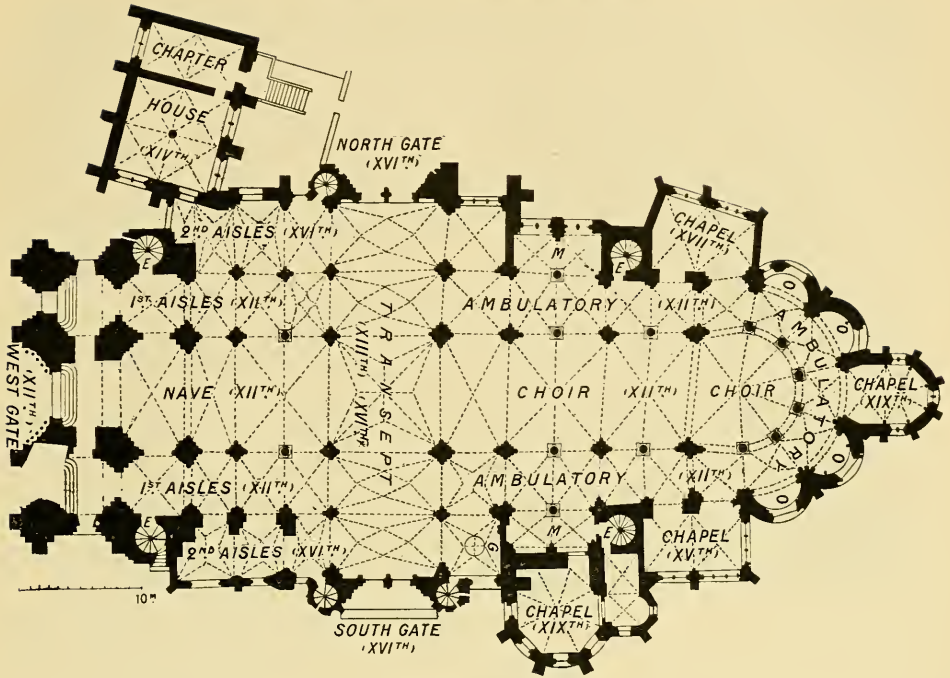 CHAPTER
HOUSE
(XIVTH)
NORTH GATE
(XVITH)
2ND AISLES (XVITH)
M
E
CHAPEL
(XVIITH)
E
1ST AISLES (XIITH)
AMBULATORY (XIITH)
O
O
AMBULATORY
WEST GATE
(XIITH)
NAVE (XIITH)
TRANSEPT
(XIIITH) (XVITH)
CHOIR (XIITH)
CHOIR
CHAPEL
(XIXTH)
1ST AISLES (XIITH)
AMBULATORY (XIITH)
O
O
E
2ND AISLES (XVITH)
G
M
E
CHAPEL
(XVTH)
10 M
CHAPEL
(XIXTH)
SOUTH GATE
(XVITH)